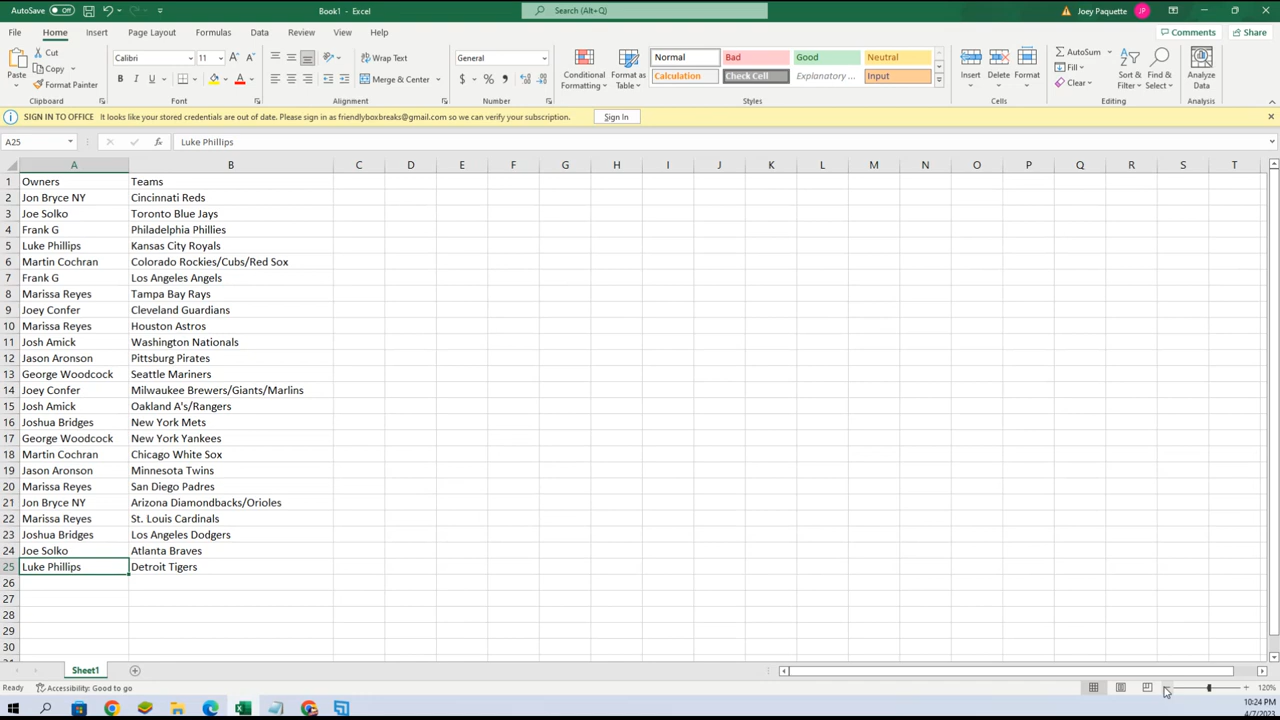 AutoSave Off Book1 - Excel Search (Alt+Q) Joey Paquette JP
File Home Insert Page Layout Formulas Data Review View Help Comments Share
Paste Cut Copy Format Painter Clipboard
Calibri 11 A A B I U A Font
Wrap Text Merge & Center Alignment
General $ % , Number
Conditional Formatting Format as Table
Normal Bad Good Neutral
Calculation Check Cell Explanatory ... Input
Styles
Insert Delete Format Cells
AutoSum Fill Clear Sort & Filter Find & Select Editing
Analyze Data Analysis
SIGN IN TO OFFICE It looks like your stored credentials are out of date. Please sign in as friendlyboxbreaks@gmail.com so we can verify your subscription. Sign In
A25 fx Luke Phillips
A B C D E F G H I J K L M N O P Q R S T
1 Owners Teams
2 Jon Bryce NY Cincinnati Reds
3 Joe Solko Toronto Blue Jays
4 Frank G Philadelphia Phillies
5 Luke Phillips Kansas City Royals
6 Martin Cochran Colorado Rockies/Cubs/Red Sox
7 Frank G Los Angeles Angels
8 Marissa Reyes Tampa Bay Rays
9 Joey Confer Cleveland Guardians
10 Marissa Reyes Houston Astros
11 Josh Amick Washington Nationals
12 Jason Aronson Pittsburg Pirates
13 George Woodcock Seattle Mariners
14 Joey Confer Milwaukee Brewers/Giants/Marlins
15 Josh Amick Oakland A's/Rangers
16 Joshua Bridges New York Mets
17 George Woodcock New York Yankees
18 Martin Cochran Chicago White Sox
19 Jason Aronson Minnesota Twins
20 Marissa Reyes San Diego Padres
21 Jon Bryce NY Arizona Diamondbacks/Orioles
22 Marissa Reyes St. Louis Cardinals
23 Joshua Bridges Los Angeles Dodgers
24 Joe Solko Atlanta Braves
25 Luke Phillips Detroit Tigers
26
27
28
29
30
Sheet1
Ready Accessibility: Good to go 120%
10:24 PM
4/7/2023